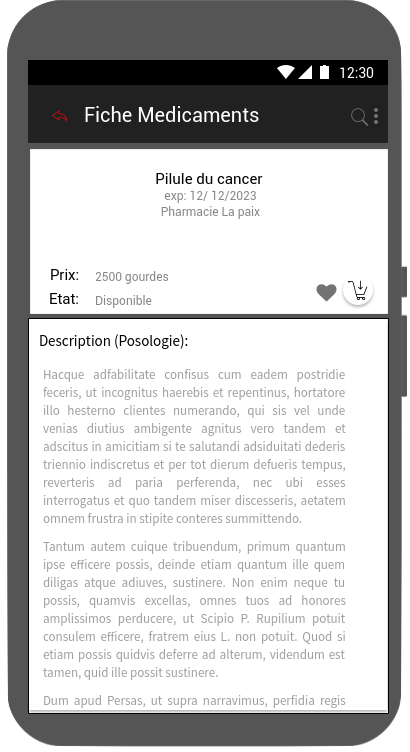 12:30
Fiche Medicaments
Pilule du cancer
exp: 12/ 12/2023
Pharmacie La paix
Prix: 2500 gourdes
Etat: Disponible
Description (Posologie):
Hacque adfabilitate confisus cum eadem postridie
feceris, ut incognitus haerebis et repentinus, hortatore
illo hesterno clientes numerando, qui sis vel unde
venias diutius ambigente agnitus vero tandem et
adscitus in amicitiam si te salutandi adsiduitati dederis
triennio indiscretus et per tot dierum defueris tempus,
reverteris ad paria perferenda, nec ubi esses
interrogatus et quo tandem miser discesseris, aetatem
omnem frustra in stipite conteres summittendo.
Tantum autem cuique tribuendum, primum quantum
ipse efficere possis, deinde etiam quantum ille quem
diligas atque adiuves, sustinere. Non enim neque tu
possis, quamvis excellas, omnes tuos ad honores
amplissimos perducere, ut Scipio P. Rupilium potuit
consulem efficere, fratrem eius L. non potuit. Quod si
etiam possis quidvis deferre ad alterum, videndum est
tamen, quid ille possit sustinere.
Dum apud Persas, ut supra narravimus, perfidia regis